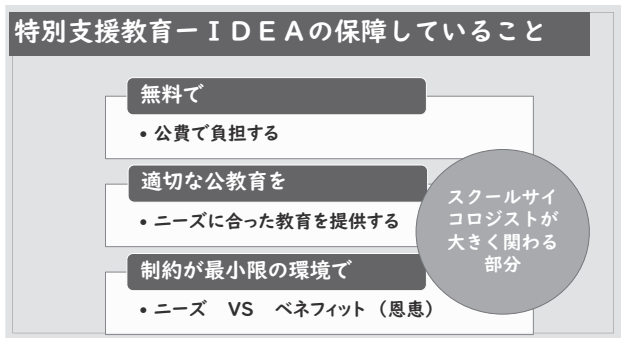 特別支援教育ーＩＤＥＡの保障していること
無料で
• 公費で負担する
適切な公教育を
• ニーズに合った教育を提供する
制約が最小限の環境で
• ニーズ　VS　ベネフィット（恩恵）
スクールサイ
コロジストが
大きく関わる
部分